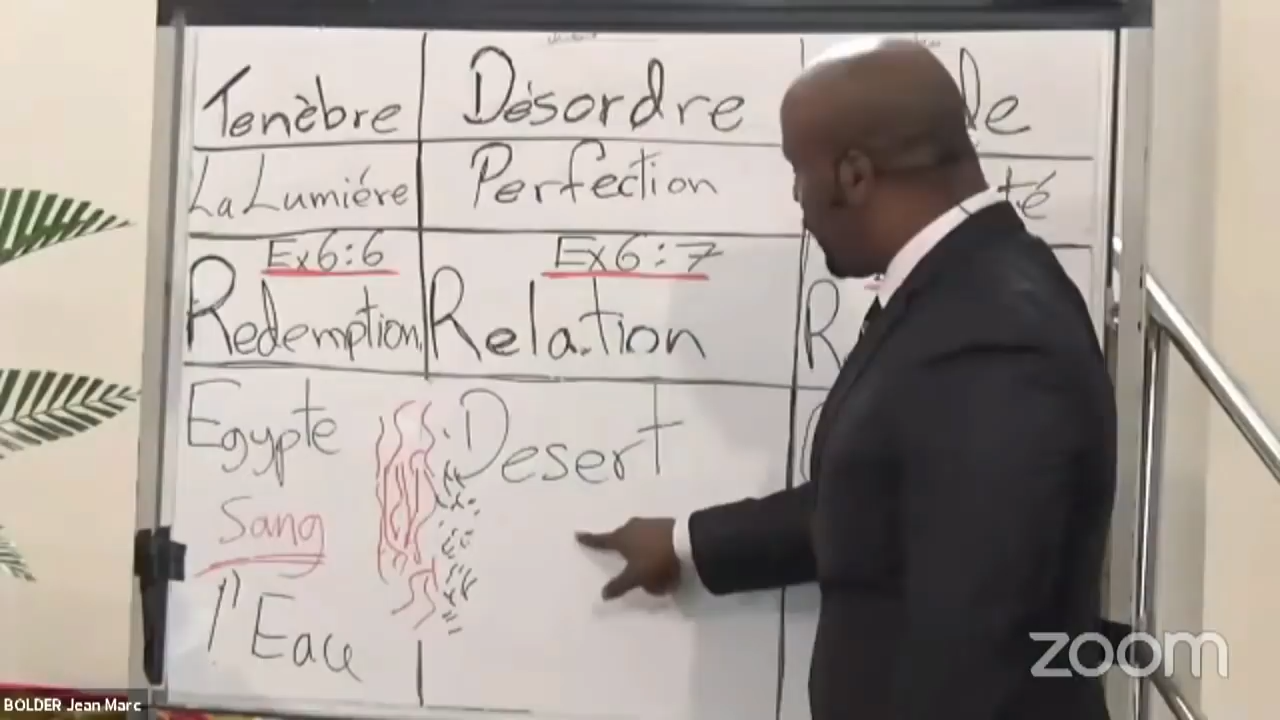 Tenèbre Désordre
La Lumiére Perfection té
Ex6:6 Ex6:7
Redemption Relation R
Egypte Desert
Sang
l'Eau
zoom
BOLDER Jean Marc